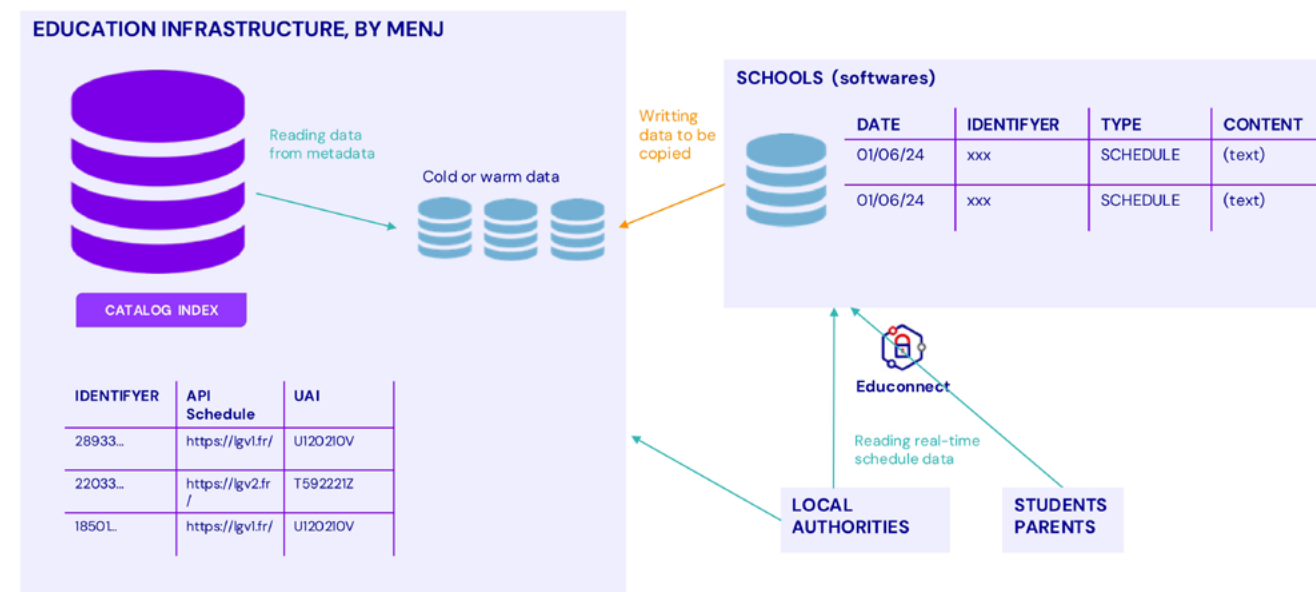 EDUCATION INFRASTRUCTURE, BY MENJ
Reading data
from metadata
Cold or warm data
CATALOG INDEX
IDENTIFYER API UAI
Schedule
28933... https://lgv1.fr/ U120210V
22033... https://lgv2.fr T592221Z
/
18501... https://lgv1.fr/ U120210V
Writting
data to be
copied
SCHOOLS (softwares)
DATE IDENTIFYER TYPE CONTENT
01/06/24 xxx SCHEDULE (text)
01/06/24 xxx SCHEDULE (text)
Educonnect
Reading real-time
schedule data
LOCAL
AUTHORITIES
STUDENTS
PARENTS